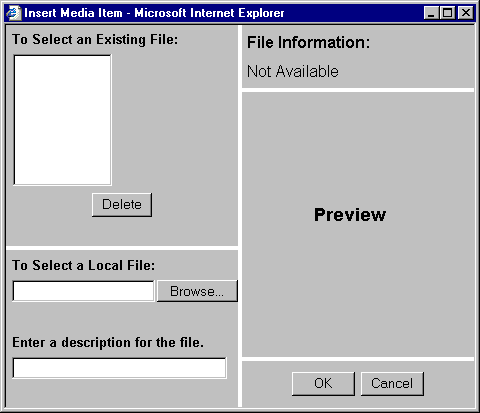 Insert Media Item - Microsoft Internet Explorer
To Select an Existing File:
Delete
To Select a Local File:
Browse...
Enter a description for the file.
File Information:
Not Available
Preview
OK
Cancel